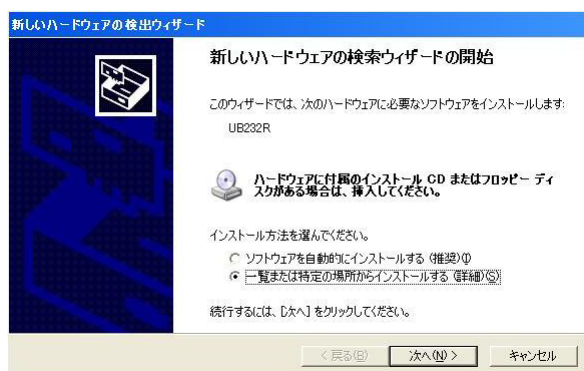 新しいハードウェアの検出ウィザード
新しいハードウェアの検索ウィザードの開始
このウィザードでは、次のハードウェアに必要なソフトウェアをインストールします:
UB232R
ハードウェアに付属のインストール CD またはフロッピー ディ
スクがある場合は、挿入してください。
インストール方法を選んでください。
ソフトウェアを自動的にインストールする (推奨)(I)
一覧または特定の場所からインストールする (詳細)(S)
続行するには、[次へ] をクリックしてください。
< 戻る(B)
次へ(N) >
キャンセル